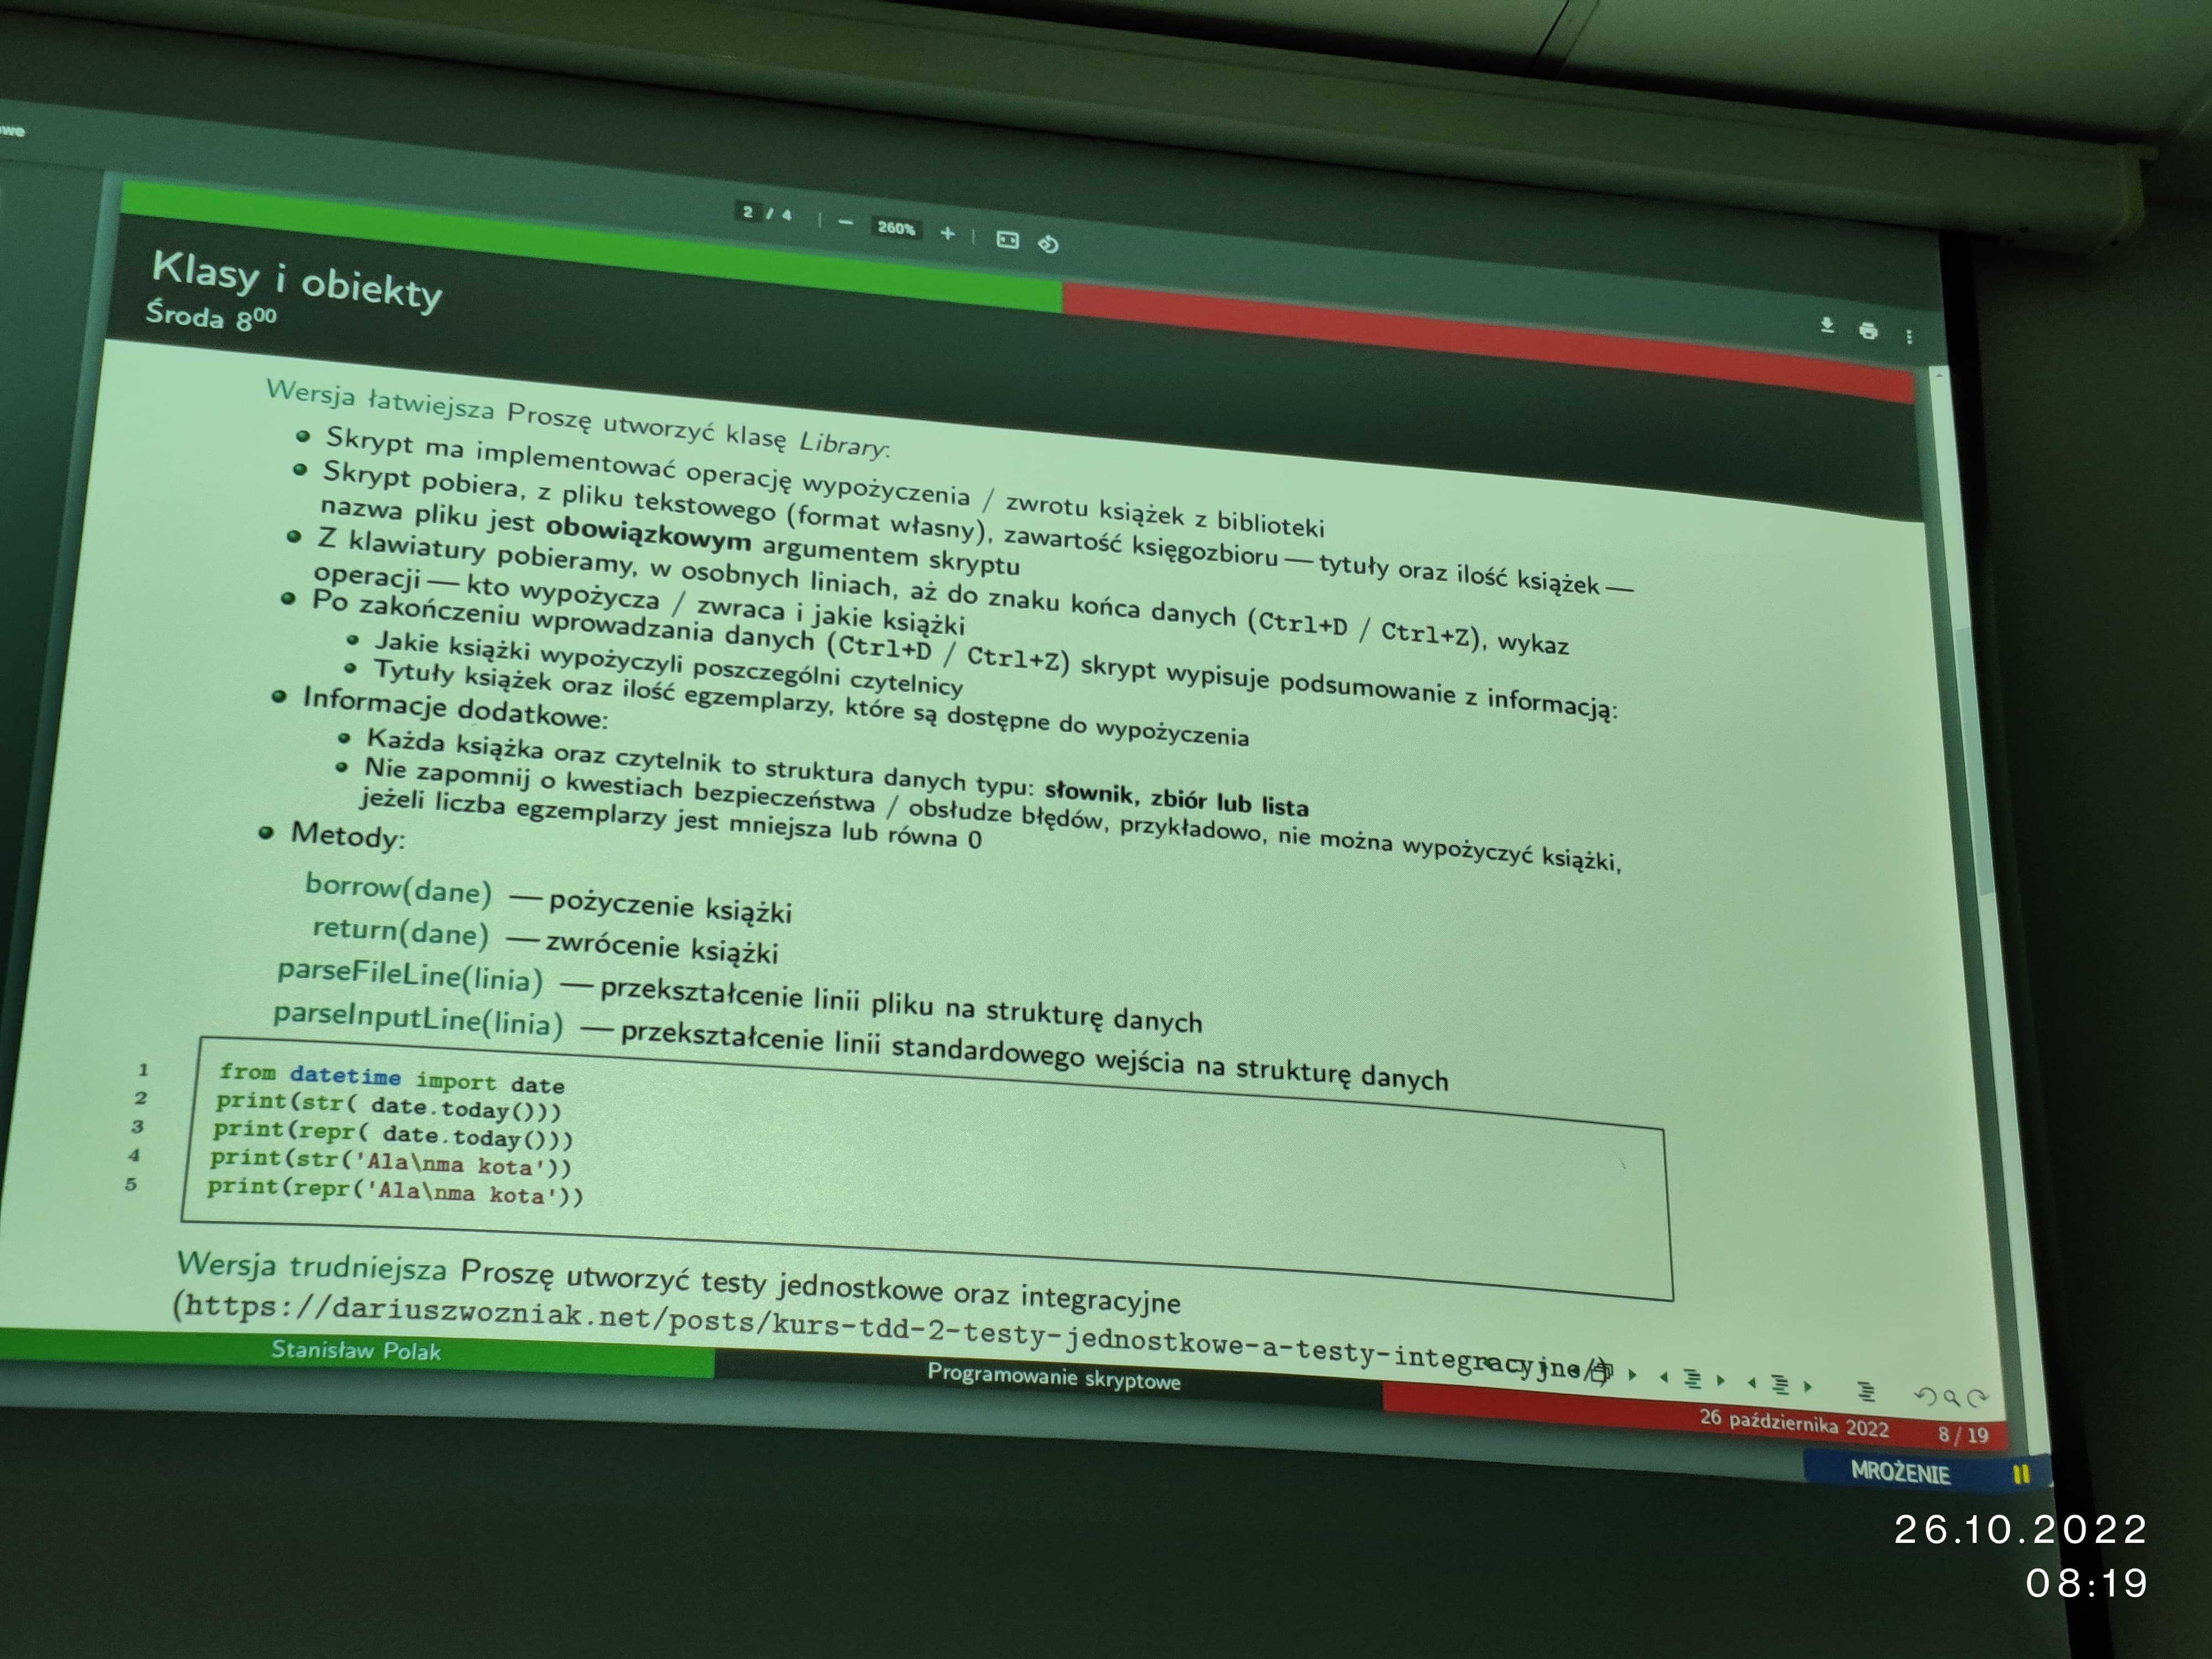 owe
2 / 4 | − 260% + |
Klasy i obiekty
Środa 8⁰⁰
Wersja łatwiejsza Proszę utworzyć klasę Library:
Skrypt ma implementować operację wypożyczenia / zwrotu książek z biblioteki
Skrypt pobiera, z pliku tekstowego (format własny), zawartość księgozbioru — tytuły oraz ilość książek —
nazwa pliku jest obowiązkowym argumentem skryptu
Z klawiatury pobieramy, w osobnych liniach, aż do znaku końca danych (Ctrl+D / Ctrl+Z), wykaz
operacji — kto wypożycza / zwraca i jakie książki
Po zakończeniu wprowadzania danych (Ctrl+D / Ctrl+Z) skrypt wypisuje podsumowanie z informacją:
Jakie książki wypożyczyli poszczególni czytelnicy
Tytuły książek oraz ilość egzemplarzy, które są dostępne do wypożyczenia
Informacje dodatkowe:
Każda książka oraz czytelnik to struktura danych typu: słownik, zbiór lub lista
Nie zapomnij o kwestiach bezpieczeństwa / obsłudze błędów, przykładowo, nie można wypożyczyć książki,
jeżeli liczba egzemplarzy jest mniejsza lub równa 0
Metody:
borrow(dane) — pożyczenie książki
return(dane) — zwrócenie książki
parseFileLine(linia) — przekształcenie linii pliku na strukturę danych
parseInputLine(linia) — przekształcenie linii standardowego wejścia na strukturę danych
1 from datetime import date
2 print(str( date.today()))
3 print(repr( date.today()))
4 print(str('Ala\nma kota'))
5 print(repr('Ala\nma kota'))
Wersja trudniejsza Proszę utworzyć testy jednostkowe oraz integracyjne
(https://dariuszwozniak.net/posts/kurs-tdd-2-testy-jednostkowe-a-testy-integracyjne/)
Stanisław Polak
Programowanie skryptowe
26 października 2022
8 / 19
MROŻENIE
26.10.2022
08:19